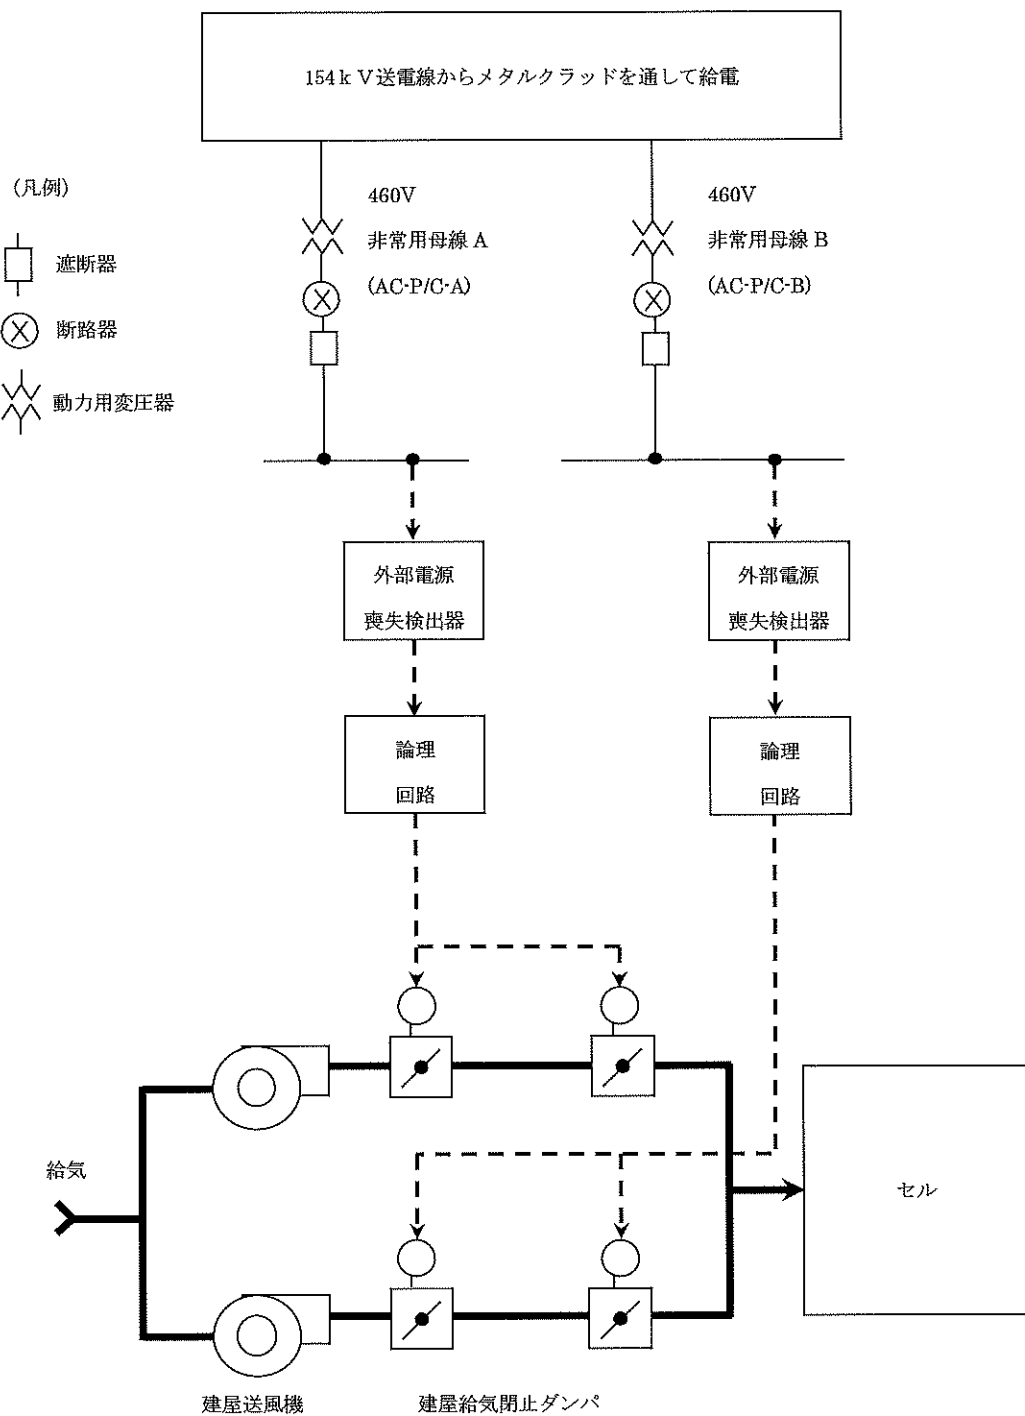 154kV送電線からメタルクラッドを通して給電
(凡例)
遮断器
断路器
動力用変圧器
460V
非常用母線 A
(AC-P/C-A)
460V
非常用母線 B
(AC-P/C-B)
外部電源
喪失検出器
外部電源
喪失検出器
論理
回路
論理
回路
給気
セル
建屋送風機
建屋給気閉止ダンパ